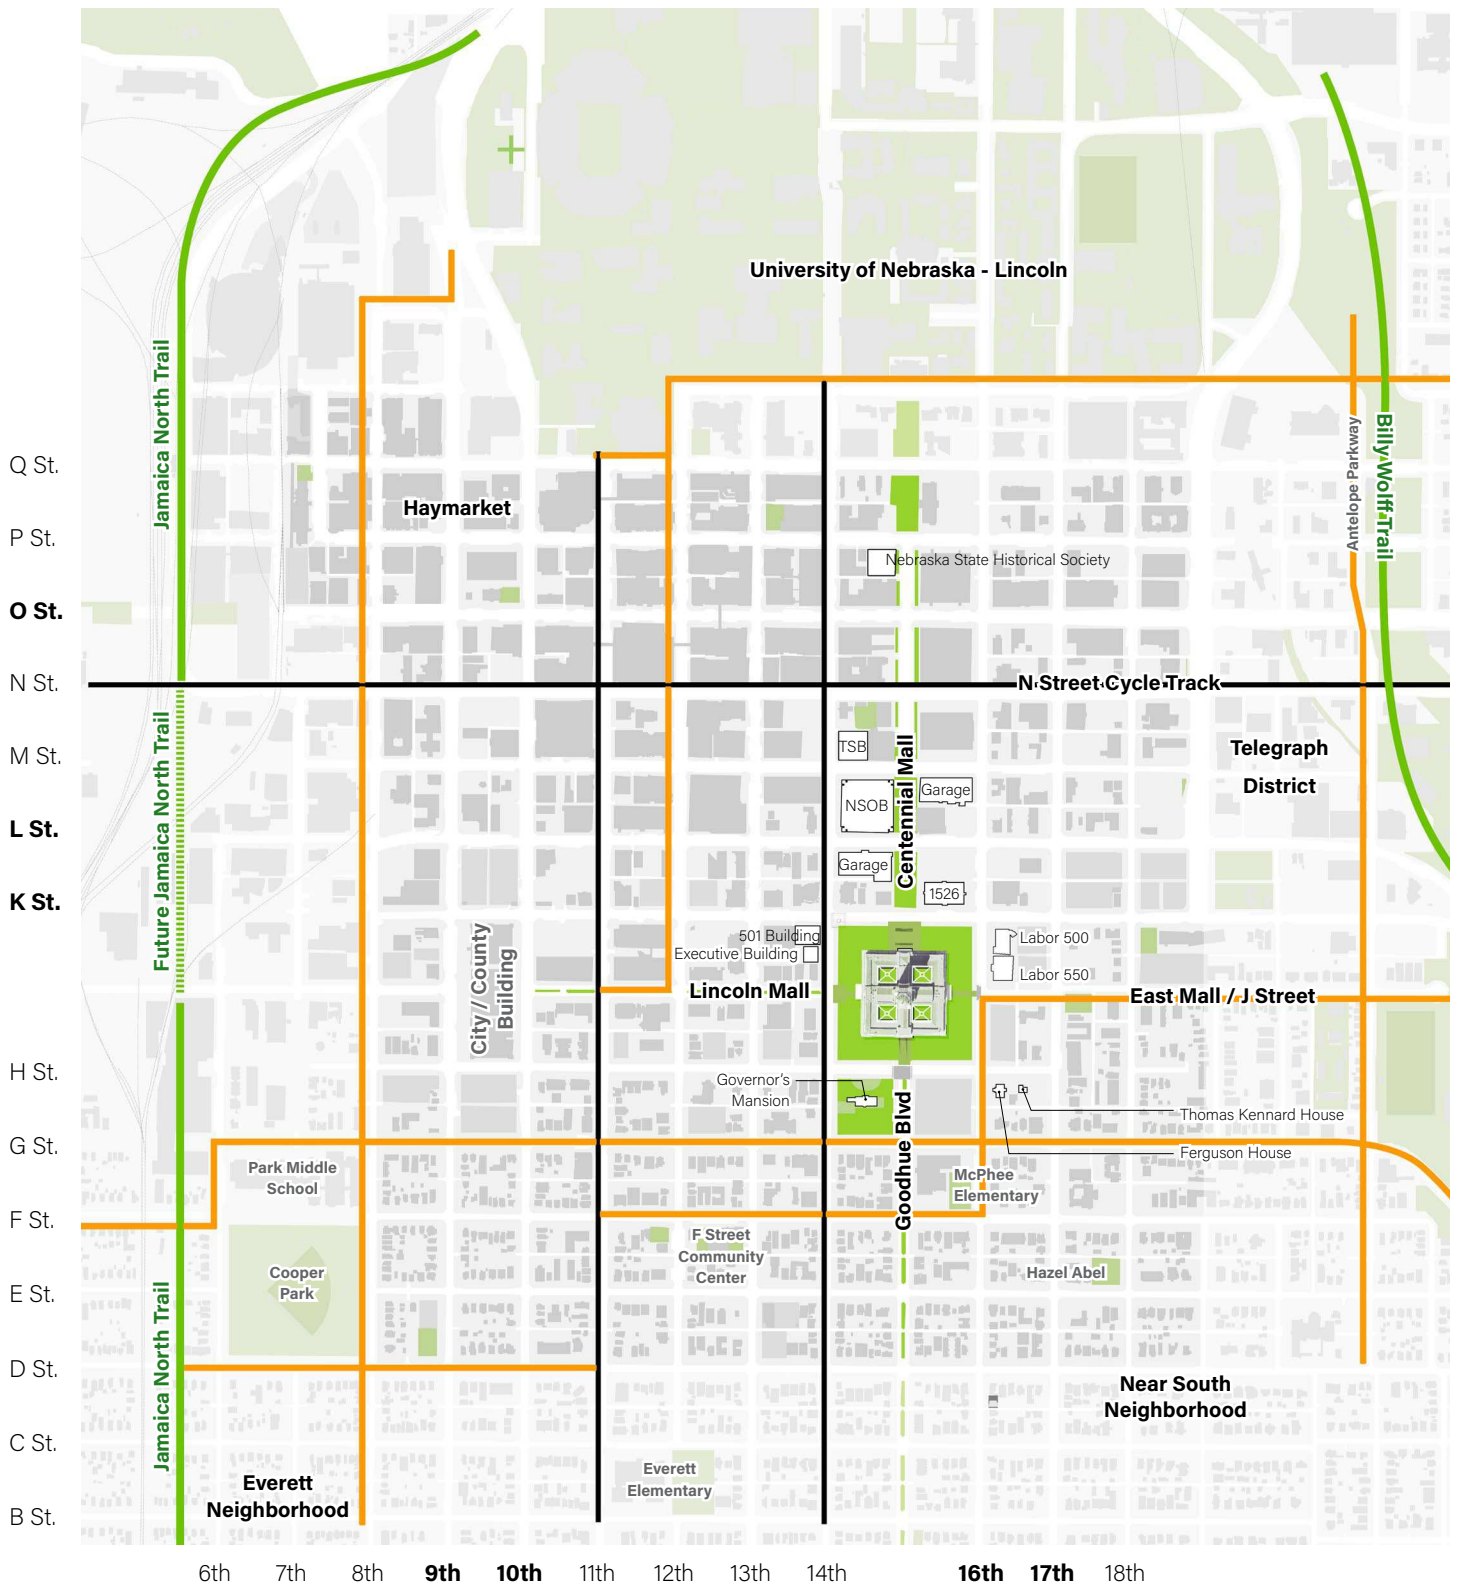 University of Nebraska - Lincoln
Jamaica North Trail
Antelope Parkway
Billy Wolff Trail
Q St.
Haymarket
P St.
Nebraska State Historical Society
O St.
N St.
N Street Cycle Track
Future Jamaica North Trail
M St.
TSB
Centennial Mall
Telegraph
District
NSOB
Garage
L St.
Garage
K St.
1526
City / County
Building
501 Building
Executive Building
Labor 500
Labor 550
Lincoln Mall
East Mall / J Street
H St.
Governor's
Mansion
Goodhue Blvd
Thomas Kennard House
G St.
Ferguson House
Park Middle
School
McPhee
Elementary
F St.
F Street
Community
Center
Cooper
Park
Hazel Abel
E St.
Jamaica North Trail
D St.
Near South
Neighborhood
C St.
Everett
Neighborhood
Everett
Elementary
B St.
6th 7th 8th 9th 10th 11th 12th 13th 14th 16th 17th 18th